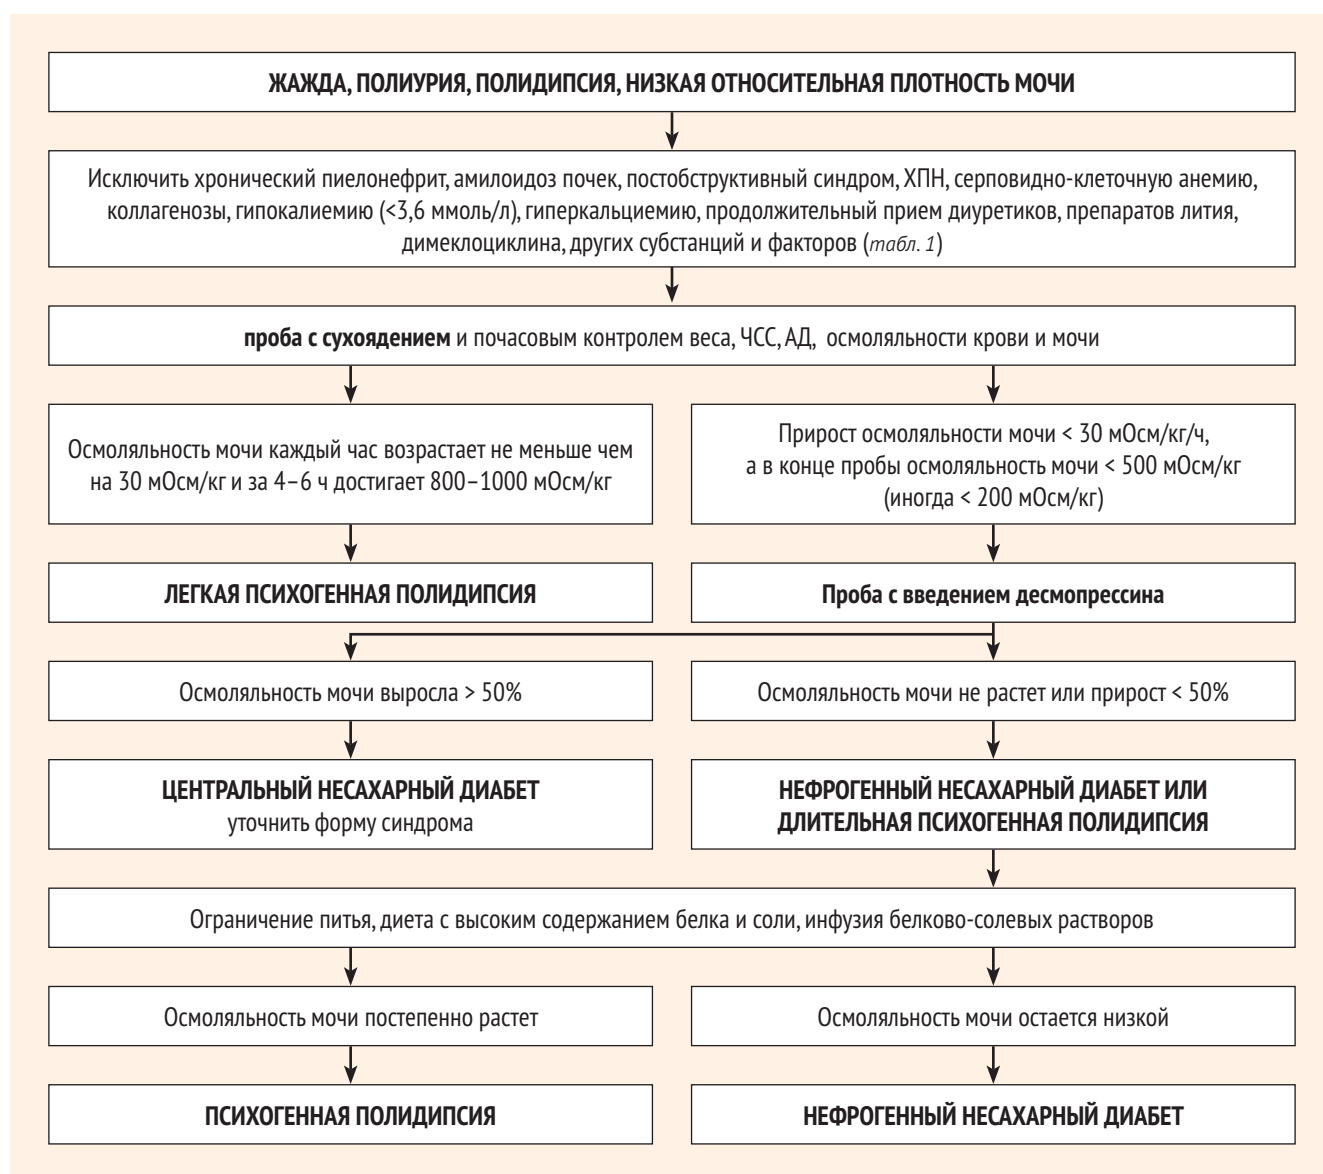 ЖАЖДА, ПОЛИУРИЯ, ПОЛИДИПСИЯ, НИЗКАЯ ОТНОСИТЕЛЬНАЯ ПЛОТНОСТЬ МОЧИ
Исключить хронический пиелонефрит, амилоидоз почек, постобструктивный синдром, ХПН, серповидно-клеточную анемию,
коллагенозы, гипокалиемию (<3,6 ммоль/л), гиперкальциемию, продолжительный прием диуретиков, препаратов лития,
димеклоциклина, других субстанций и факторов (табл. 1)
проба с сухоядением и почасовым контролем веса, ЧСС, АД, осмоляльности крови и мочи
Осмоляльность мочи каждый час возрастает не меньше чем
на 30 мОсм/кг и за 4–6 ч достигает 800–1000 мОсм/кг
Прирост осмоляльности мочи < 30 мОсм/кг/ч,
а в конце пробы осмоляльность мочи < 500 мОсм/кг
(иногда < 200 мОсм/кг)
ЛЕГКАЯ ПСИХОГЕННАЯ ПОЛИДИПСИЯ
Проба с введением десмопрессина
Осмоляльность мочи выросла > 50%
Осмоляльность мочи не растет или прирост < 50%
ЦЕНТРАЛЬНЫЙ НЕСАХАРНЫЙ ДИАБЕТ
уточнить форму синдрома
НЕФРОГЕННЫЙ НЕСАХАРНЫЙ ДИАБЕТ ИЛИ
ДЛИТЕЛЬНАЯ ПСИХОГЕННАЯ ПОЛИДИПСИЯ
Ограничение питья, диета с высоким содержанием белка и соли, инфузия белково-солевых растворов
Осмоляльность мочи постепенно растет
Осмоляльность мочи остается низкой
ПСИХОГЕННАЯ ПОЛИДИПСИЯ
НЕФРОГЕННЫЙ НЕСАХАРНЫЙ ДИАБЕТ